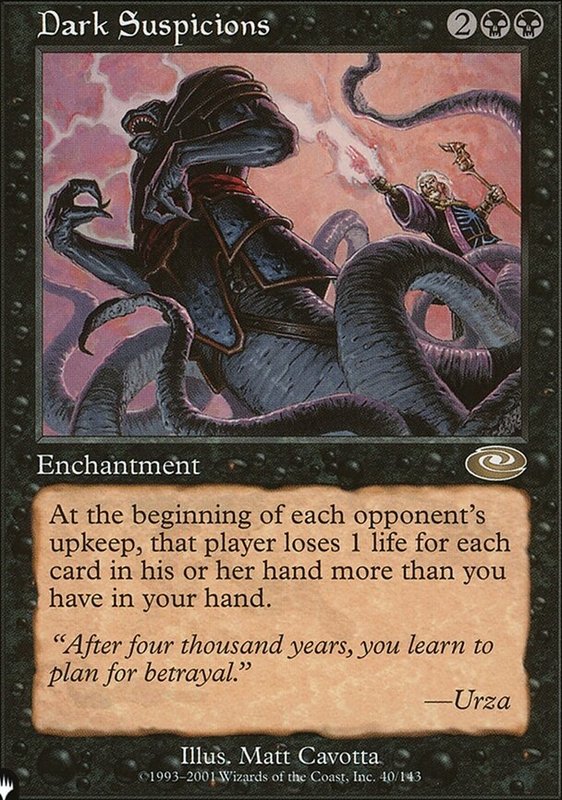 Dark Suspicions 2
Enchantment
At the beginning of each opponent's
upkeep, that player loses 1 life for each
card in his or her hand more than you
have in your hand.
“After four thousand years, you learn to
plan for betrayal.”
—Urza
Illus. Matt Cavotta
©1993–2001 Wizards of the Coast, Inc. 40/143